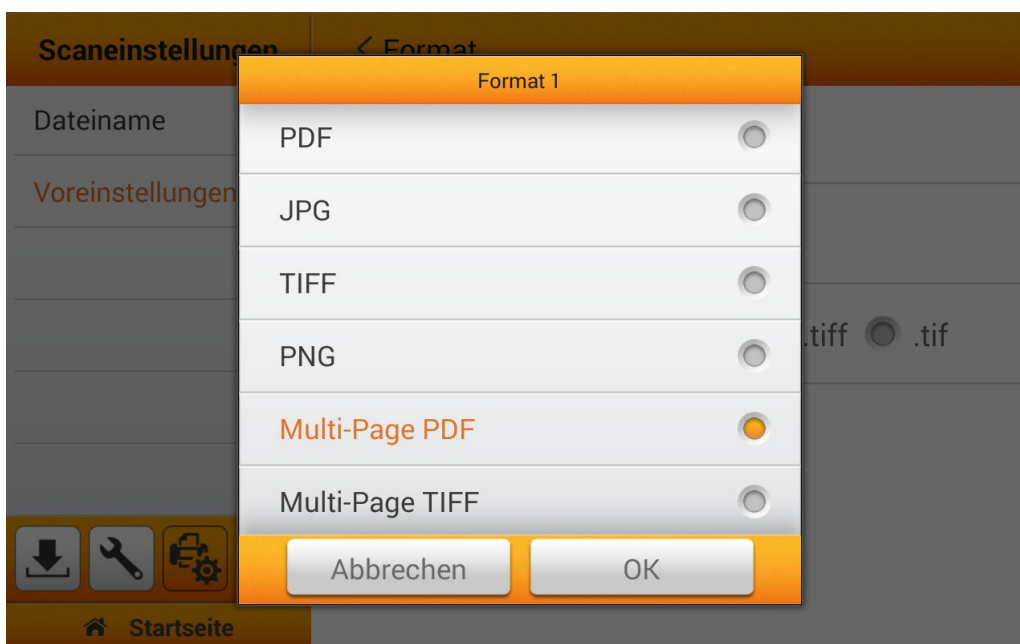 Scaneinstellungen
< Format
Dateiname
Voreinstellungen
.tiff .tif
Startseite
Format 1
PDF
JPG
TIFF
PNG
Multi-Page PDF
Multi-Page TIFF
Abbrechen OK